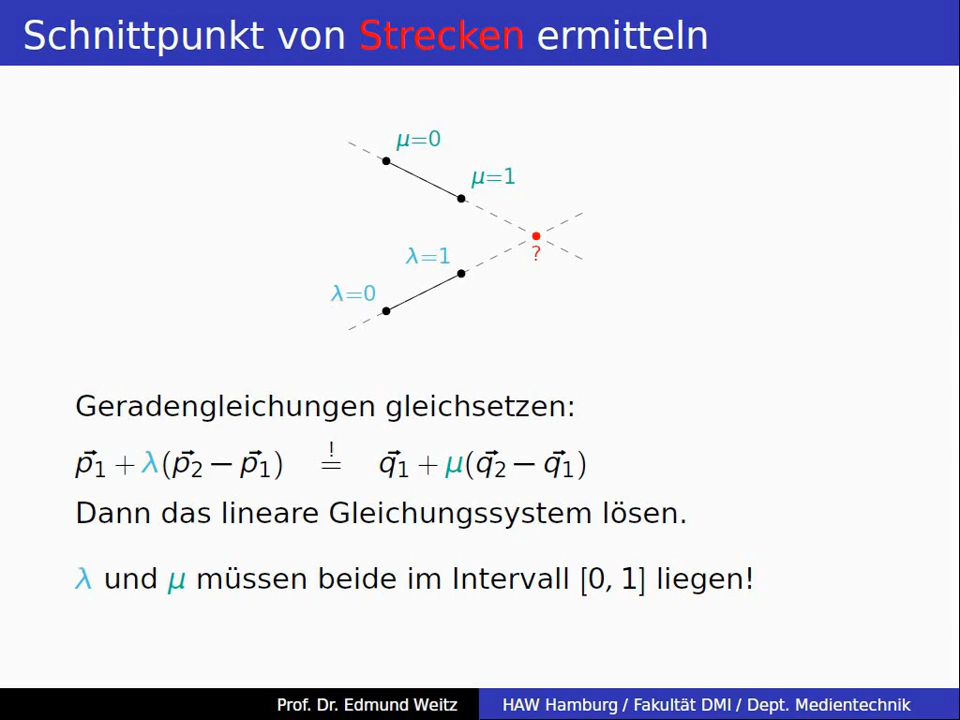 Schnittpunkt von Strecken ermitteln
μ=0
μ=1
λ=1
?
λ=0
Geradengleichungen gleichsetzen:
p⃗₁ + λ(p⃗₂ − p⃗₁) =! q⃗₁ + μ(q⃗₂ − q⃗₁)
Dann das lineare Gleichungssystem lösen.
λ und μ müssen beide im Intervall [0, 1] liegen!
Prof. Dr. Edmund Weitz
HAW Hamburg / Fakultät DMI / Dept. Medientechnik